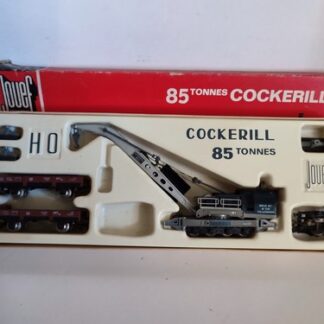 Jouef
85 TONNES COCKERILL
HO
COCKERILL
85 TONNES
Jouef